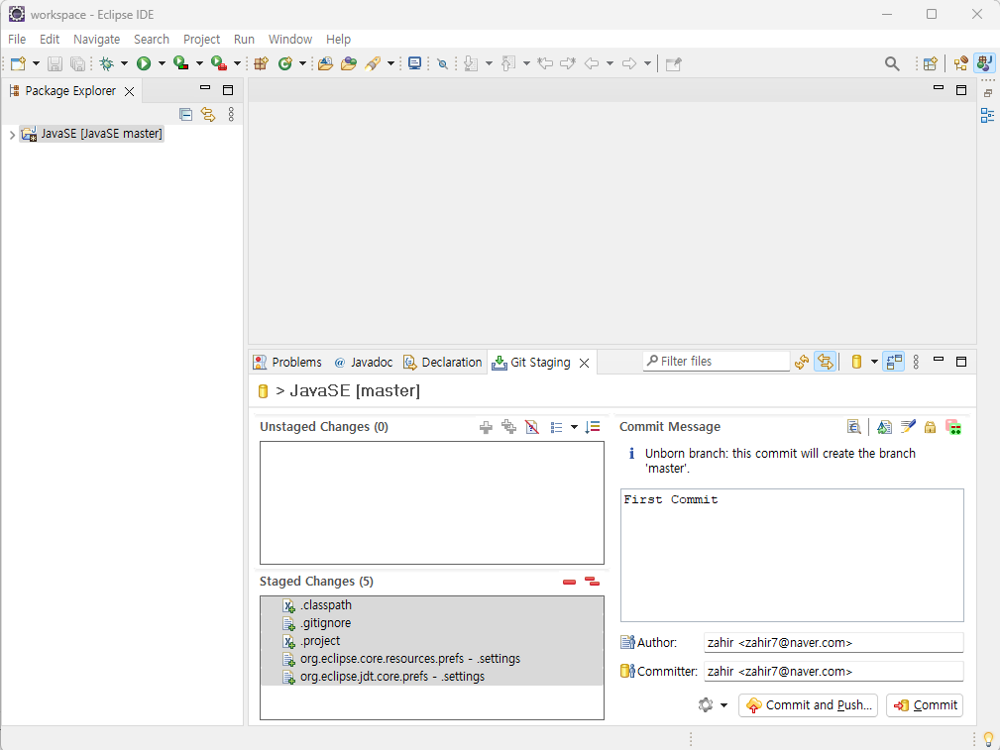 workspace - Eclipse IDE
File Edit Navigate Search Project Run Window Help
Package Explorer
JavaSE [JavaSE master]
Problems @ Javadoc Declaration Git Staging Filter files
> JavaSE [master]
Unstaged Changes (0)
Staged Changes (5)
.classpath
.gitignore
.project
org.eclipse.core.resources.prefs - .settings
org.eclipse.jdt.core.prefs - .settings
Commit Message
Unborn branch: this commit will create the branch
'master'.
First Commit
Author: zahir <zahir7@naver.com>
Committer: zahir <zahir7@naver.com>
Commit and Push... Commit